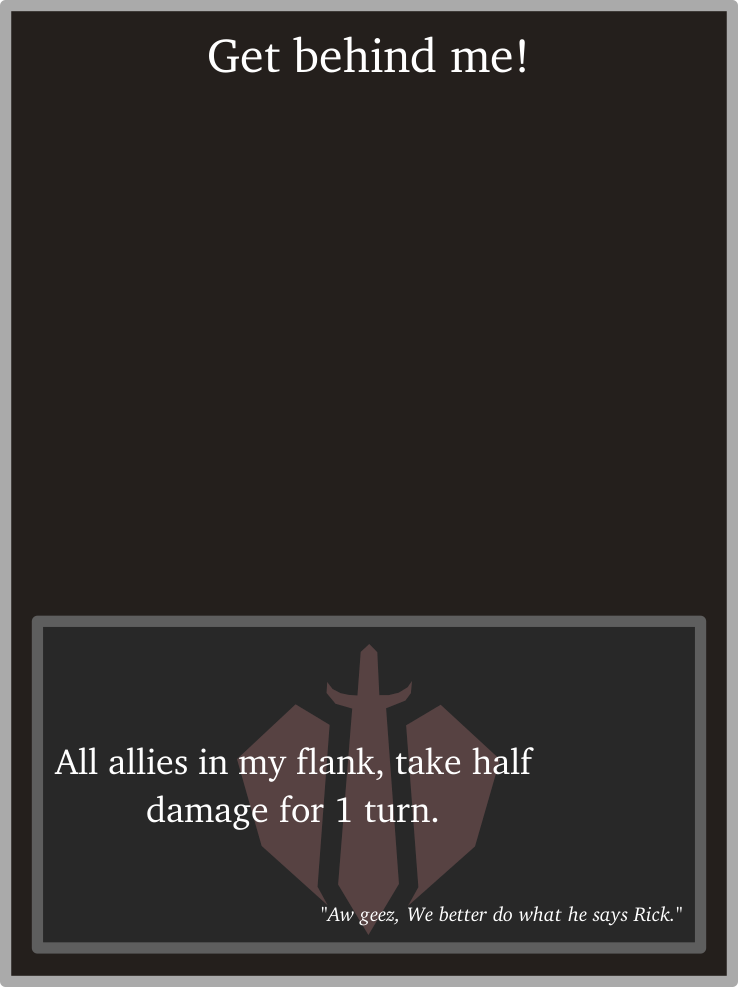 Get behind me!
All allies in my flank, take half
damage for 1 turn.
"Aw geez, We better do what he says Rick."